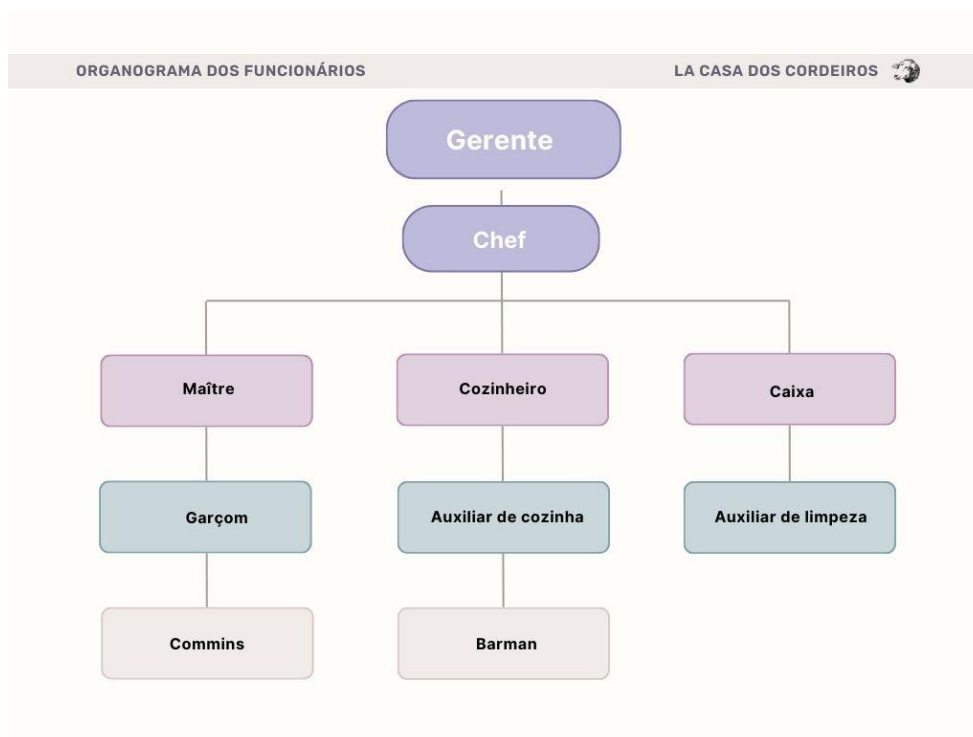 ORGANOGRAMA DOS FUNCIONÁRIOS
LA CASA DOS CORDEIROS
Gerente
Chef
Maître
Cozinheiro
Caixa
Garçom
Auxiliar de cozinha
Auxiliar de limpeza
Commins
Barman